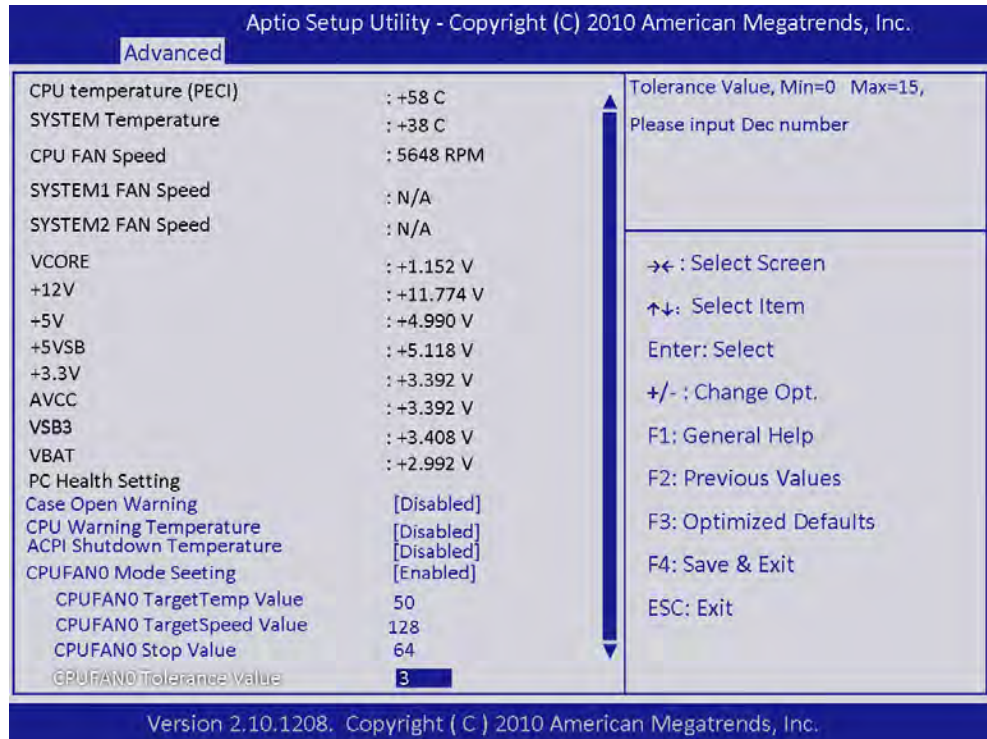 Aptio Setup Utility - Copyright (C) 2010 American Megatrends, Inc.
Advanced
CPU temperature (PECI) : +58 C
SYSTEM Temperature : +38 C
CPU FAN Speed : 5648 RPM
SYSTEM1 FAN Speed : N/A
SYSTEM2 FAN Speed : N/A
VCORE : +1.152 V
+12V : +11.774 V
+5V : +4.990 V
+5VSB : +5.118 V
+3.3V : +3.392 V
AVCC : +3.392 V
VSB3 : +3.408 V
VBAT : +2.992 V
PC Health Setting
Case Open Warning [Disabled]
CPU Warning Temperature [Disabled]
ACPI Shutdown Temperature [Disabled]
CPUFAN0 Mode Seeting [Enabled]
CPUFAN0 TargetTemp Value 50
CPUFAN0 TargetSpeed Value 128
CPUFAN0 Stop Value 64
CPUFAN0 Tolerance Value 3
Tolerance Value, Min=0 Max=15,
Please input Dec number
→←: Select Screen
↑↓: Select Item
Enter: Select
+/- : Change Opt.
F1: General Help
F2: Previous Values
F3: Optimized Defaults
F4: Save & Exit
ESC: Exit
Version 2.10.1208. Copyright ( C ) 2010 American Megatrends, Inc.